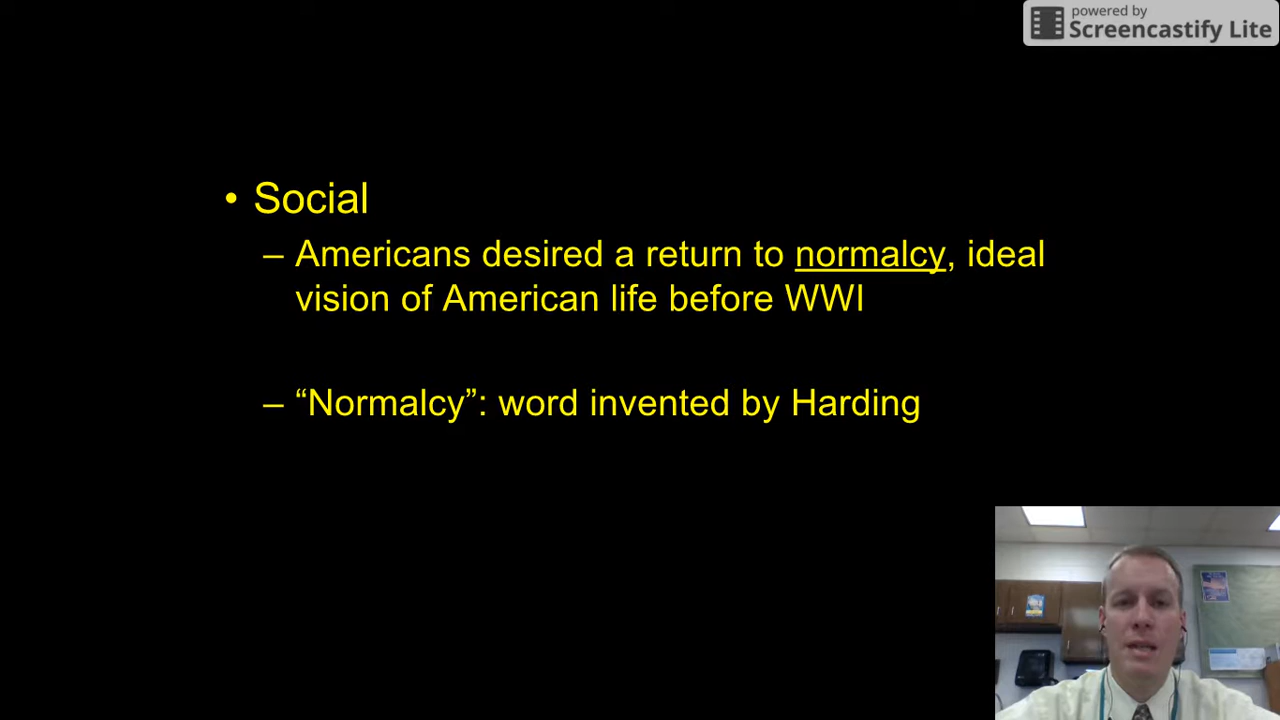 powered by
Screencastify Lite
• Social
– Americans desired a return to normalcy, ideal
vision of American life before WWI
– “Normalcy”: word invented by Harding